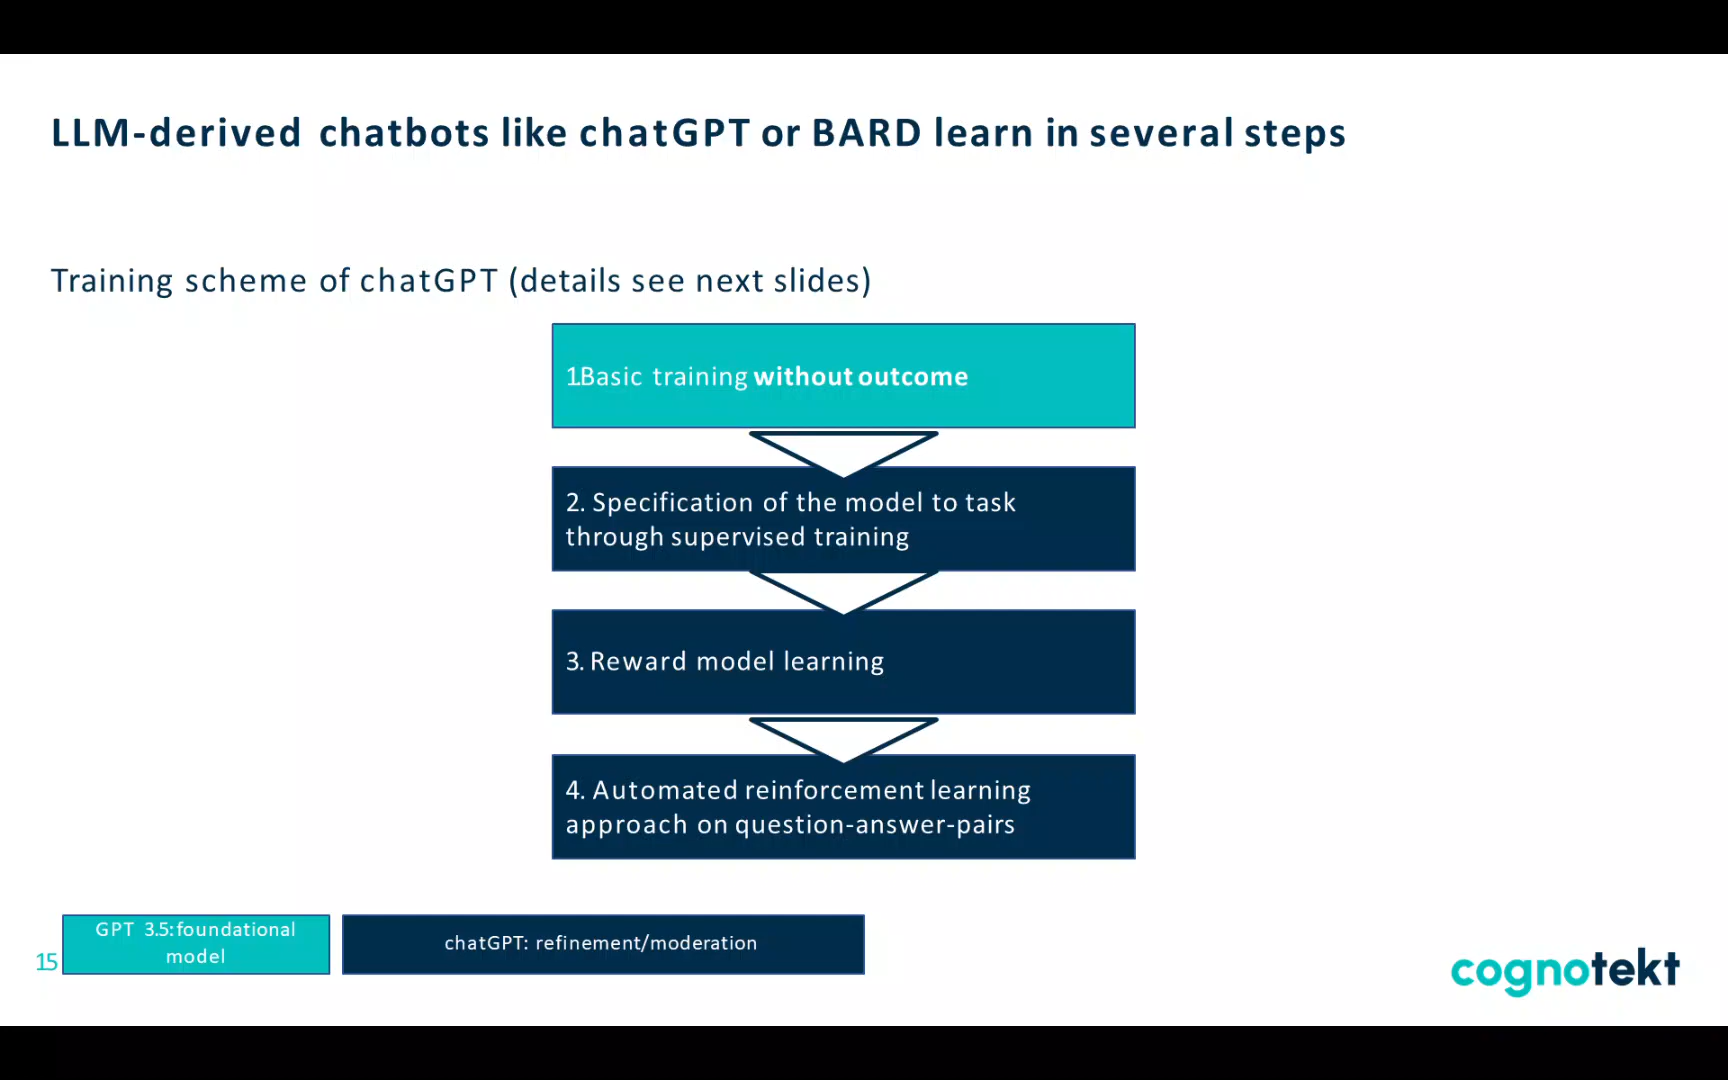 LLM-derived chatbots like chatGPT or BARD learn in several steps
Training scheme of chatGPT (details see next slides)
1.Basic training without outcome
2. Specification of the model to task
through supervised training
3. Reward model learning
4. Automated reinforcement learning
approach on question-answer-pairs
GPT 3.5:foundational
model
chatGPT: refinement/moderation
15
cognotekt